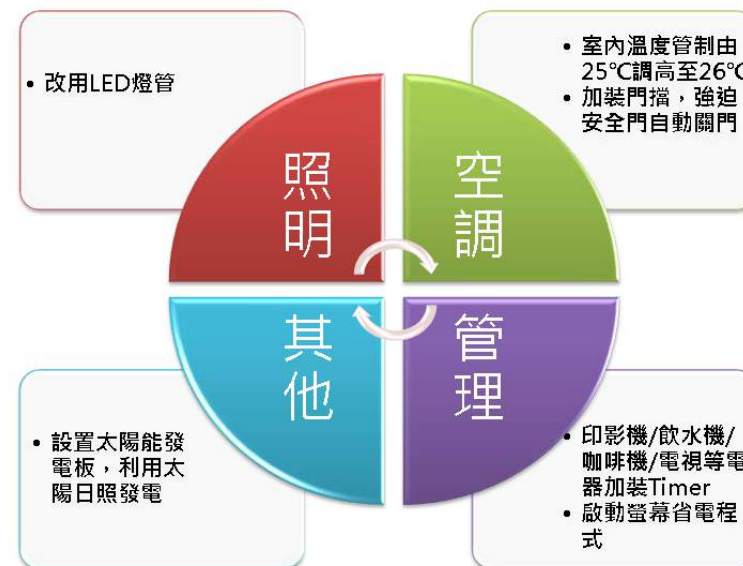 • 改用LED燈管
• 室內溫度管制由
25℃調高至26℃
• 加裝門擋，強迫
安全門自動關門
照
明
空
調
其
他
管
理
• 設置太陽能發
電板，利用太
陽日照發電
• 印影機/飲水機/
咖啡機/電視等電
器加裝Timer
• 啟動螢幕省電程
式